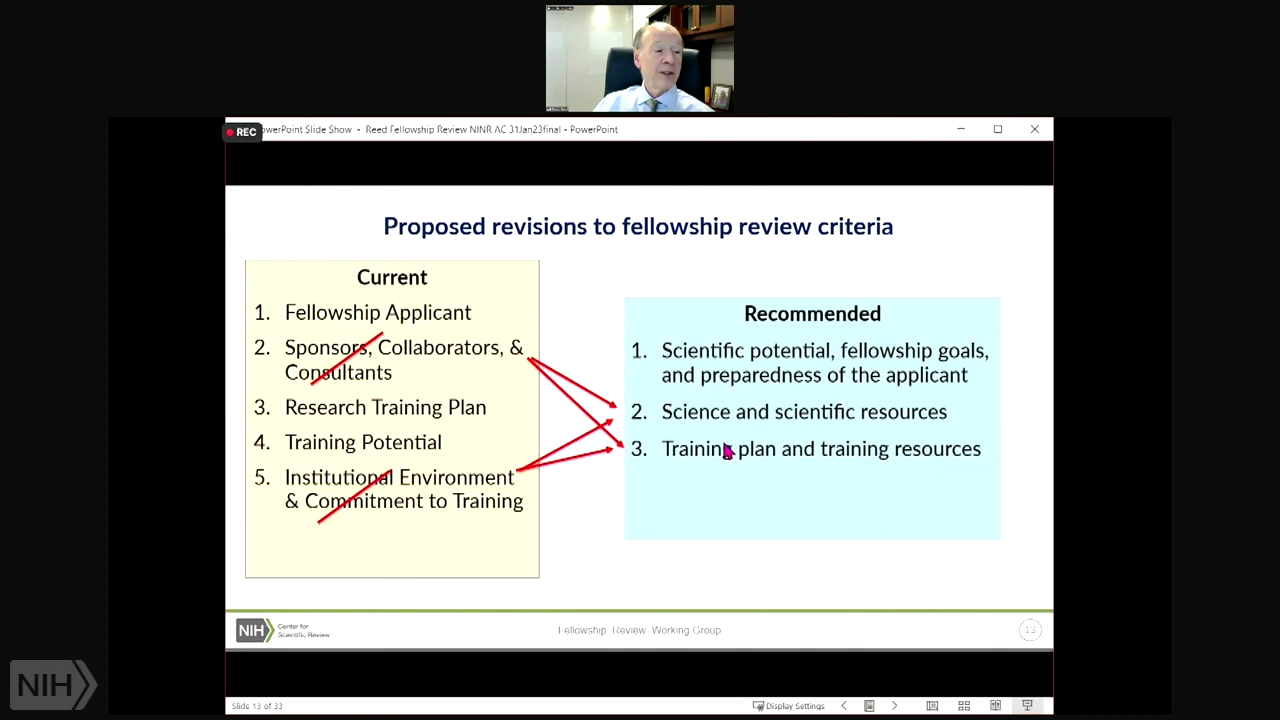 REC
owerPoint Slide Show - Reed Fellowship Review NINR AC 31Jan23final - PowerPoint
Proposed revisions to fellowship review criteria
Current
1. Fellowship Applicant
2. Sponsors, Collaborators, &
Consultants
3. Research Training Plan
4. Training Potential
5. Institutional Environment
& Commitment to Training
Recommended
1. Scientific potential, fellowship goals,
and preparedness of the applicant
2. Science and scientific resources
3. Training plan and training resources
NIH
Center for
Scientific Review
Fellowship Review Working Group
13
NIH
Slide 13 of 33
Display Settings